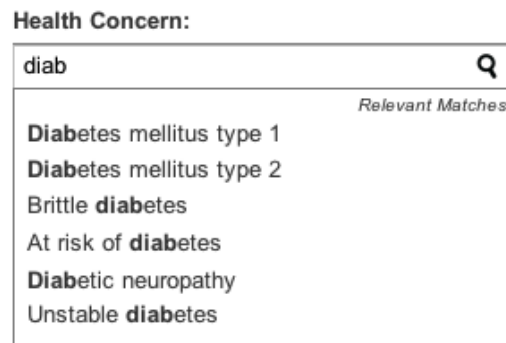 Health Concern:
diab
Relevant Matches
Diabetes mellitus type 1
Diabetes mellitus type 2
Brittle diabetes
At risk of diabetes
Diabetic neuropathy
Unstable diabetes